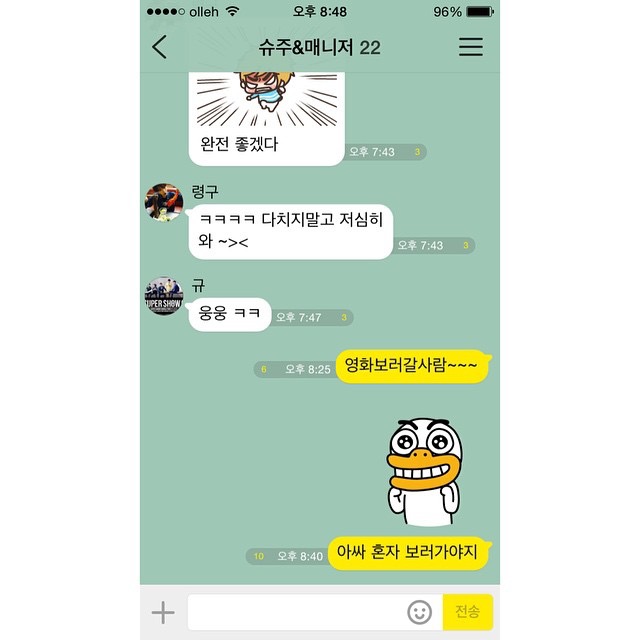 olleh 오후 8:48 96%
슈주&매니저 22
완전 좋겠다
오후 7:43 3
령구
ㅋㅋㅋㅋ 다치지말고 저심히
와 ~><
오후 7:43 3
규
SUPER SHOW
웅웅 ㅋㅋ
오후 7:47 3
영화보러갈사람~~~
6 오후 8:25
아싸 혼자 보러가야지
10 오후 8:40
전송